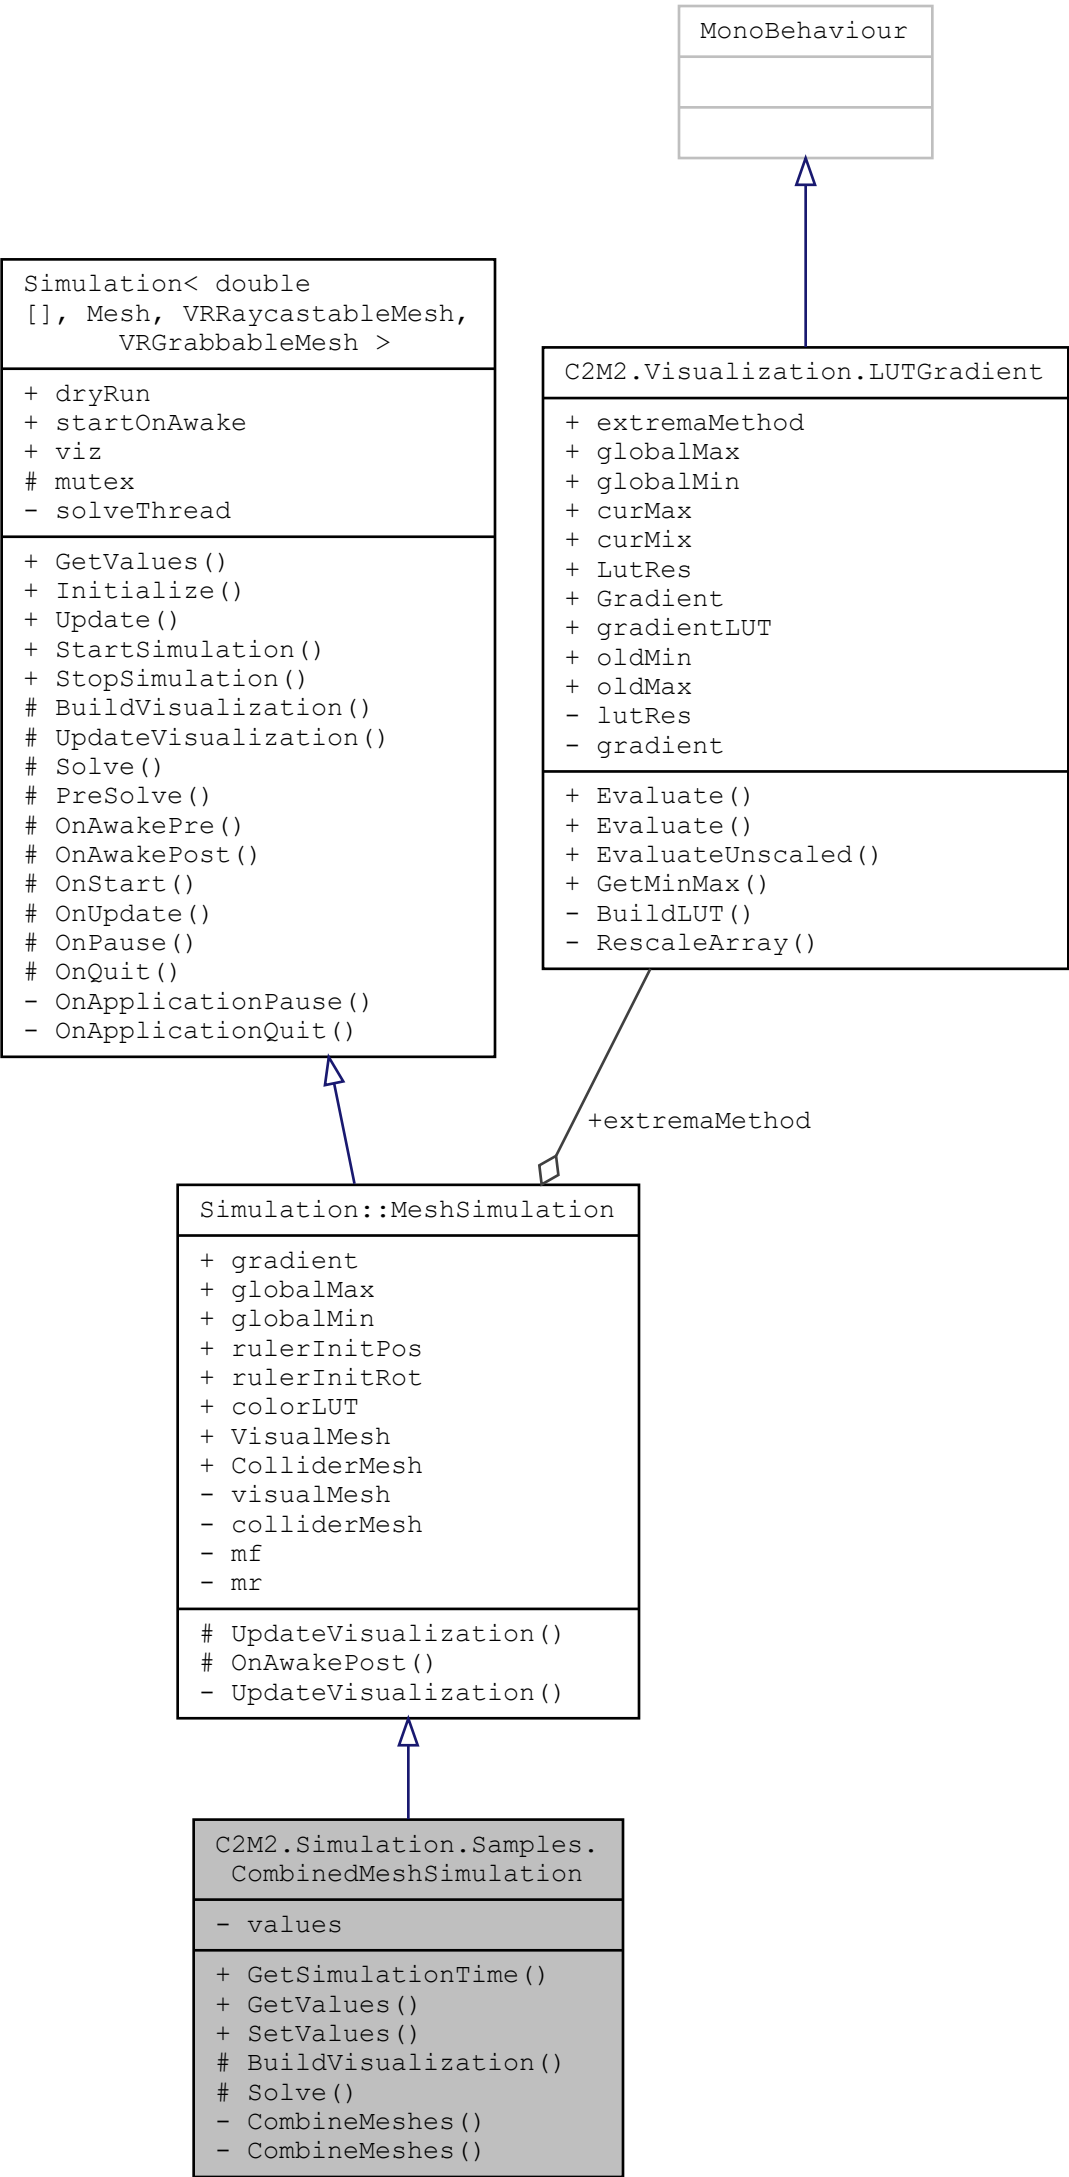 MonoBehaviour
Simulation< double
[], Mesh, VRRaycastableMesh,
VRGrabbableMesh >
+ dryRun
+ startOnAwake
+ viz
# mutex
- solveThread
+ GetValues()
+ Initialize()
+ Update()
+ StartSimulation()
+ StopSimulation()
# BuildVisualization()
# UpdateVisualization()
# Solve()
# PreSolve()
# OnAwakePre()
# OnAwakePost()
# OnStart()
# OnUpdate()
# OnPause()
# OnQuit()
- OnApplicationPause()
- OnApplicationQuit()
C2M2.Visualization.LUTGradient
+ extremaMethod
+ globalMax
+ globalMin
+ curMax
+ curMix
+ LutRes
+ Gradient
+ gradientLUT
+ oldMin
+ oldMax
- lutRes
- gradient
+ Evaluate()
+ Evaluate()
+ EvaluateUnscaled()
+ GetMinMax()
- BuildLUT()
- RescaleArray()
+extremaMethod
Simulation::MeshSimulation
+ gradient
+ globalMax
+ globalMin
+ rulerInitPos
+ rulerInitRot
+ colorLUT
+ VisualMesh
+ ColliderMesh
- visualMesh
- colliderMesh
- mf
- mr
# UpdateVisualization()
# OnAwakePost()
- UpdateVisualization()
C2M2.Simulation.Samples.
CombinedMeshSimulation
- values
+ GetSimulationTime()
+ GetValues()
+ SetValues()
# BuildVisualization()
# Solve()
- CombineMeshes()
- CombineMeshes()